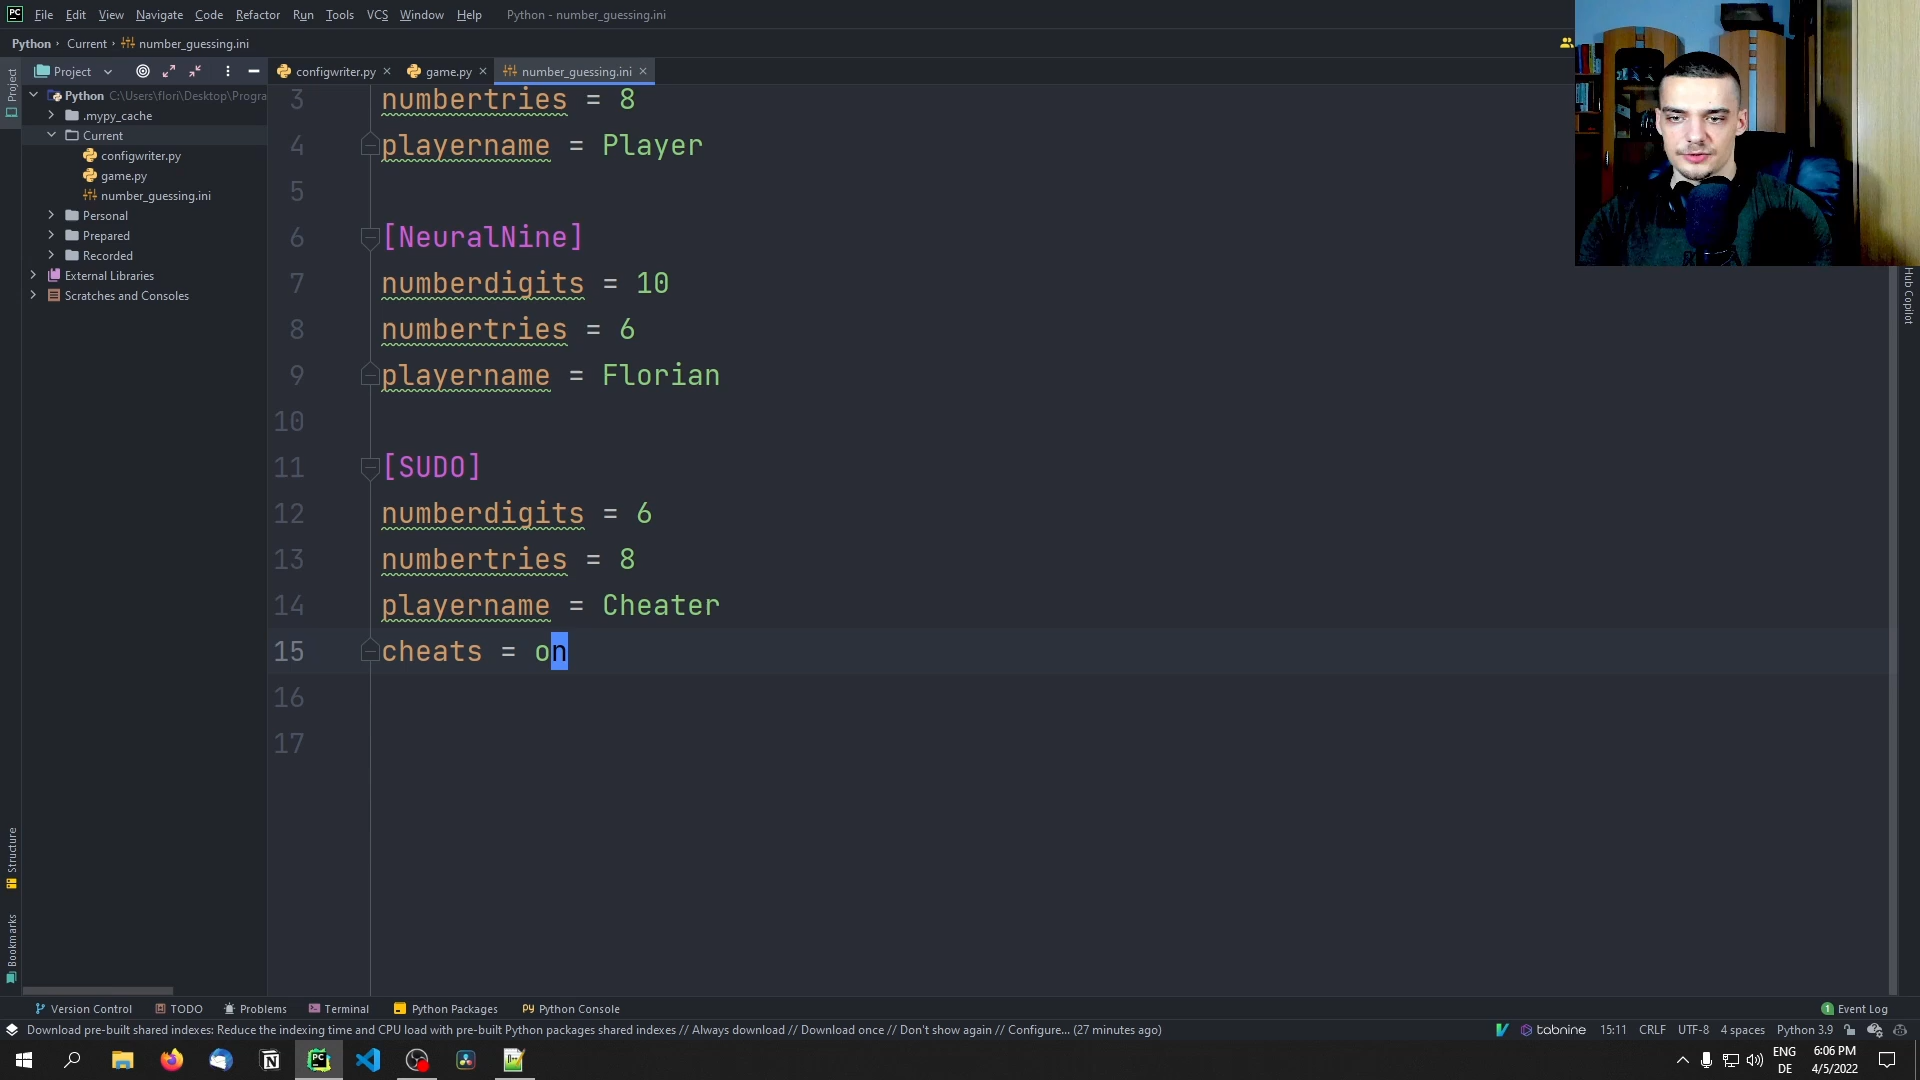 File Edit View Navigate Code Refactor Run Tools VCS Window Help Python - number_guessing.ini
Python › Current › number_guessing.ini
Project
configwriter.py
game.py
number_guessing.ini
Project
Python C:\Users\flori\Desktop\Progra
.mypy_cache
Current
configwriter.py
game.py
number_guessing.ini
Personal
Prepared
Recorded
External Libraries
Scratches and Consoles
3 numbertries = 8
4 playername = Player
5
6 [NeuralNine]
7 numberdigits = 10
8 numbertries = 6
9 playername = Florian
10
11 [SUDO]
12 numberdigits = 6
13 numbertries = 8
14 playername = Cheater
15 cheats = on
16
17
Hub Copilot
Structure
Bookmarks
Version Control TODO Problems Terminal Python Packages Python Console 1 Event Log
Download pre-built shared indexes: Reduce the indexing time and CPU load with pre-built Python packages shared indexes // Always download // Download once // Don't show again // Configure... (27 minutes ago) tabnine 15:11 CRLF UTF-8 4 spaces Python 3.9
ENG 6:06 PM
DE 4/5/2022